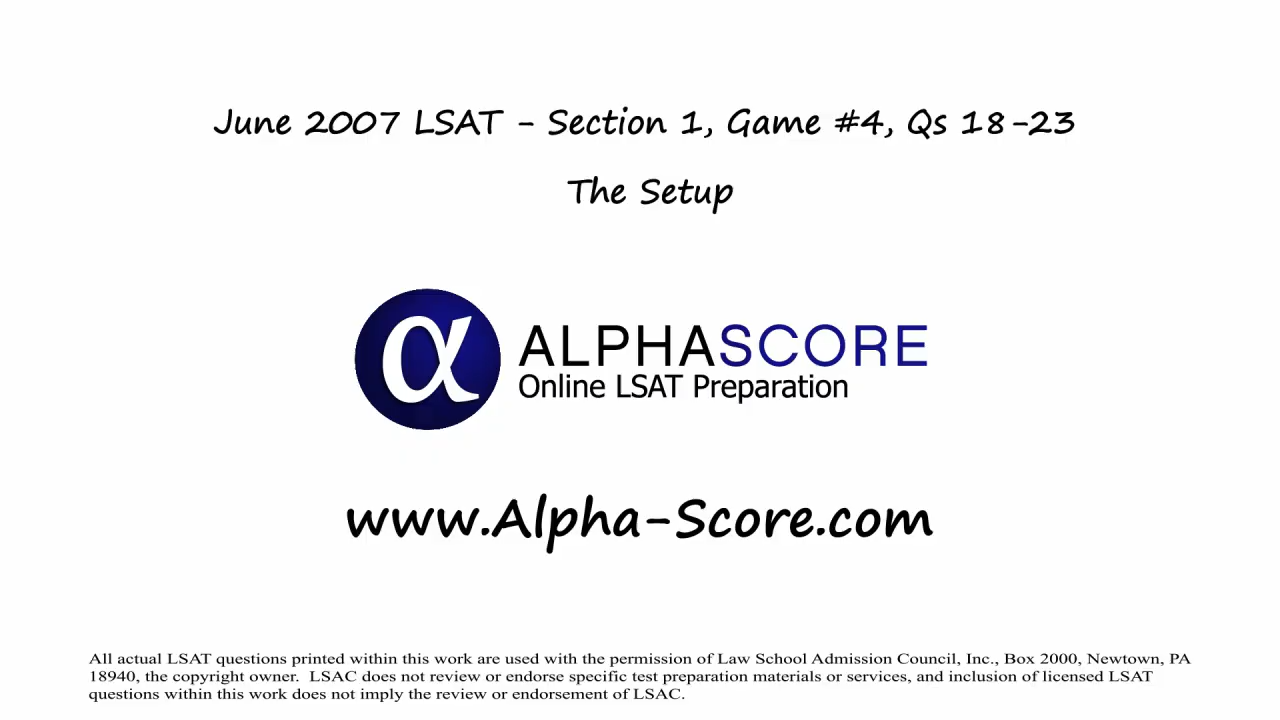 June 2007 LSAT - Section 1, Game #4, Qs 18-23
The Setup
α ALPHASCORE
Online LSAT Preparation
www.Alpha-Score.com
All actual LSAT questions printed within this work are used with the permission of Law School Admission Council, Inc., Box 2000, Newtown, PA
18940, the copyright owner. LSAC does not review or endorse specific test preparation materials or services, and inclusion of licensed LSAT
questions within this work does not imply the review or endorsement of LSAC.